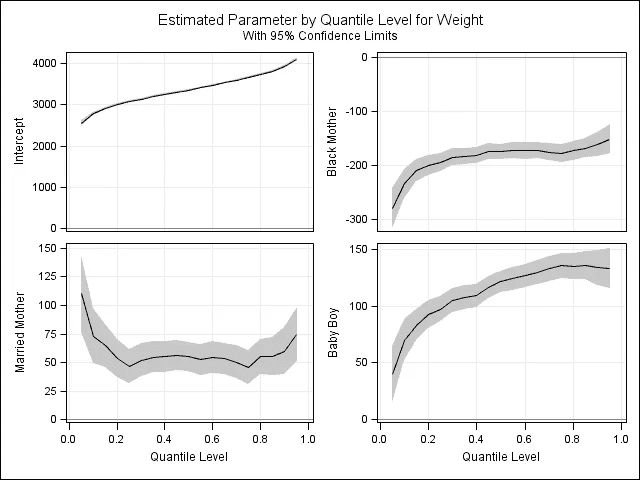 Estimated Parameter by Quantile Level for Weight
With 95% Confidence Limits
Intercept
4000
3000
2000
1000
0
Black Mother
0
-100
-200
-300
Married Mother
150
125
100
75
50
25
0
0.0 0.2 0.4 0.6 0.8 1.0
Quantile Level
Baby Boy
150
100
50
0
0.0 0.2 0.4 0.6 0.8 1.0
Quantile Level